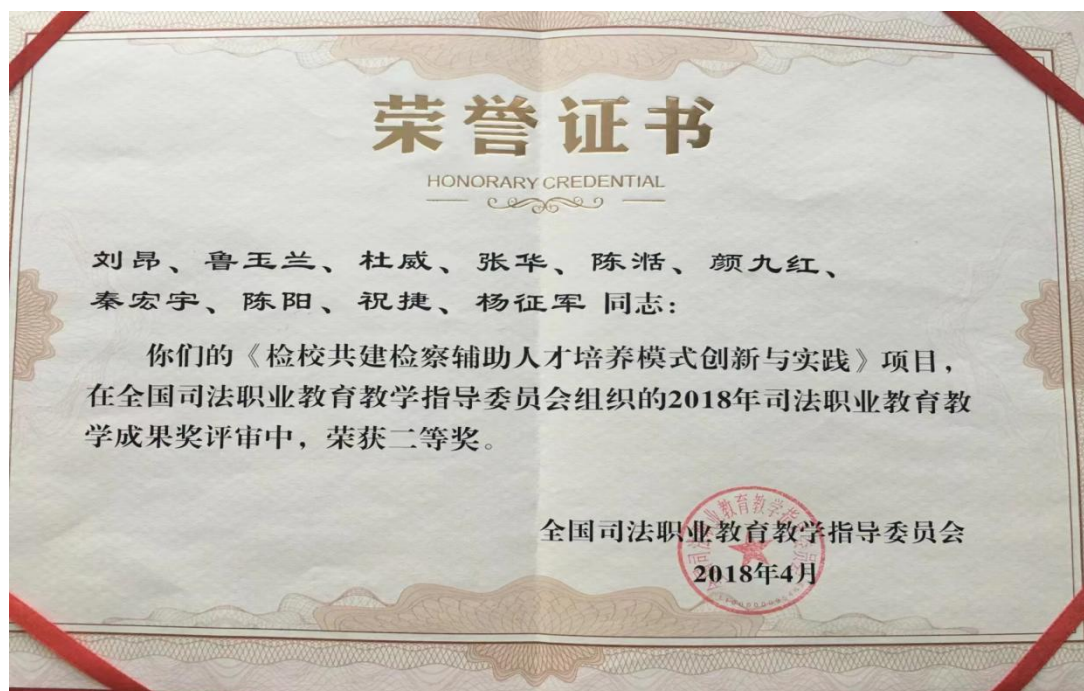 荣誉证书
HONORARY CREDENTIAL
刘昂、鲁玉兰、杜威、张华、陈湉、颜九红、
秦宏宇、陈阳、祝捷、杨征军 同志：
你们的《检校共建检察辅助人才培养模式创新与实践》项目，
在全国司法职业教育教学指导委员会组织的2018年司法职业教育教
学成果奖评审中，荣获二等奖。
全国司法职业教育教学指导委员会
2018年4月